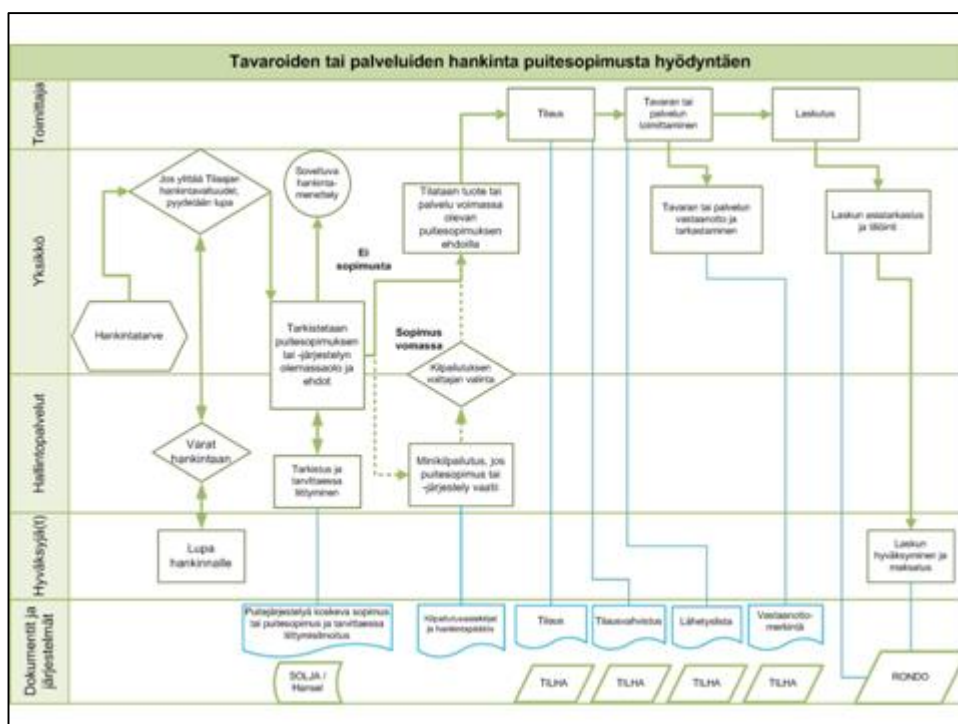 Tavaroiden tai palveluiden hankinta puitesopimusta hyödyntäen
Toimittaja
Tilaus
Tavaran tai
palvelun
toimittaminen
Laskutus
Yksikkö
Jos ylittää Tilaajan
hankintavaltuudet,
pyydetään lupa
Soveltuva
hankinta-
menettely
Tilataan tuote tai
palvelu voimassa
olevan
puitesopimuksen
ehdoilla
Tavaran tai palvelun
vastaanotto ja
tarkastaminen
Laskun asiatarkastus
ja tiliöinti
Ei
sopimusta
Hankintatarve
Tarkistetaan
puitesopimuksen
tai -järjestelyn
olemassaolo ja
ehdot
Sopimus
vomassa
Kilpailutuksen
voittajan valinta
Hallintopalvelut
Varat
hankintaan
Tarkistus ja
tarvittaessa
liittyminen
Minikilpailutus, jos
puitesopimus tai
-järjestely vaatii
Hyväksyjä(t)
Lupa
hankinnalle
Laskun
hyväksyminen ja
maksatus
Dokumentit ja
järjestelmät
Puitejärjestelyä koskeva sopimus
tai puitesopimus ja tarvittaessa
liittymisilmoitus
Kilpailutusasiakirjat
ja hankintapäätös
Tilaus
Tilausvahvistus
Lähetyslista
Vastaanotto-
merkintä
SOLJA /
Hansel
TILHA
TILHA
TILHA
TILHA
RONDO